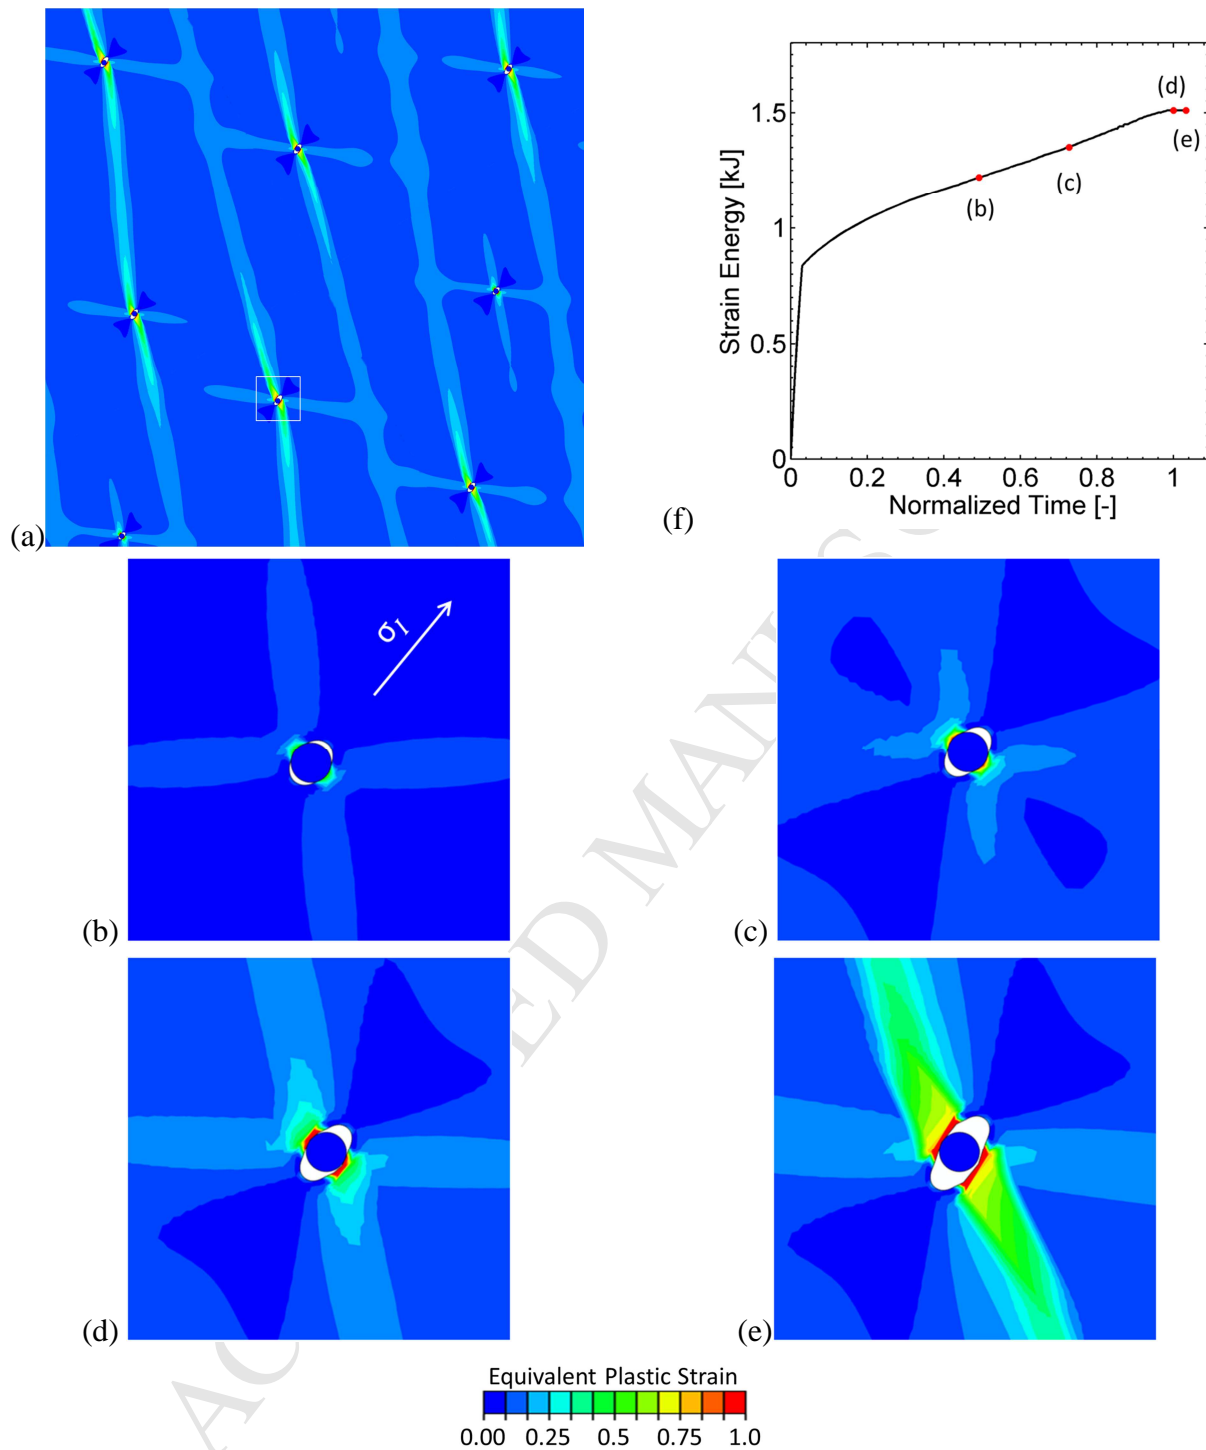 (a)
(f)
Strain Energy [kJ]
1.5
1
0.5
0
0 0.2 0.4 0.6 0.8 1
Normalized Time [-]
(b)
(c)
(d)
(e)
σI
(b)
(c)
(d)
(e)
Equivalent Plastic Strain
0.00 0.25 0.50 0.75 1.0